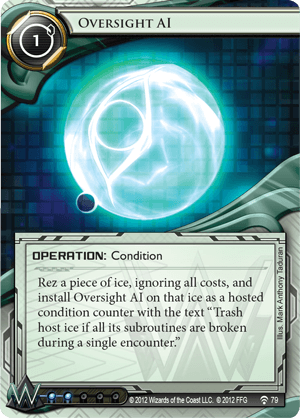 Oversight AI
1
OPERATION: Condition
Rez a piece of ice, ignoring all costs, and
install Oversight AI on that ice as a hosted
condition counter with the text “Trash
host ice if all its subroutines are broken
during a single encounter.”
Illus. Mark Anthony Taduran
© 2012 Wizards of the Coast LLC. © 2012 FFG
79